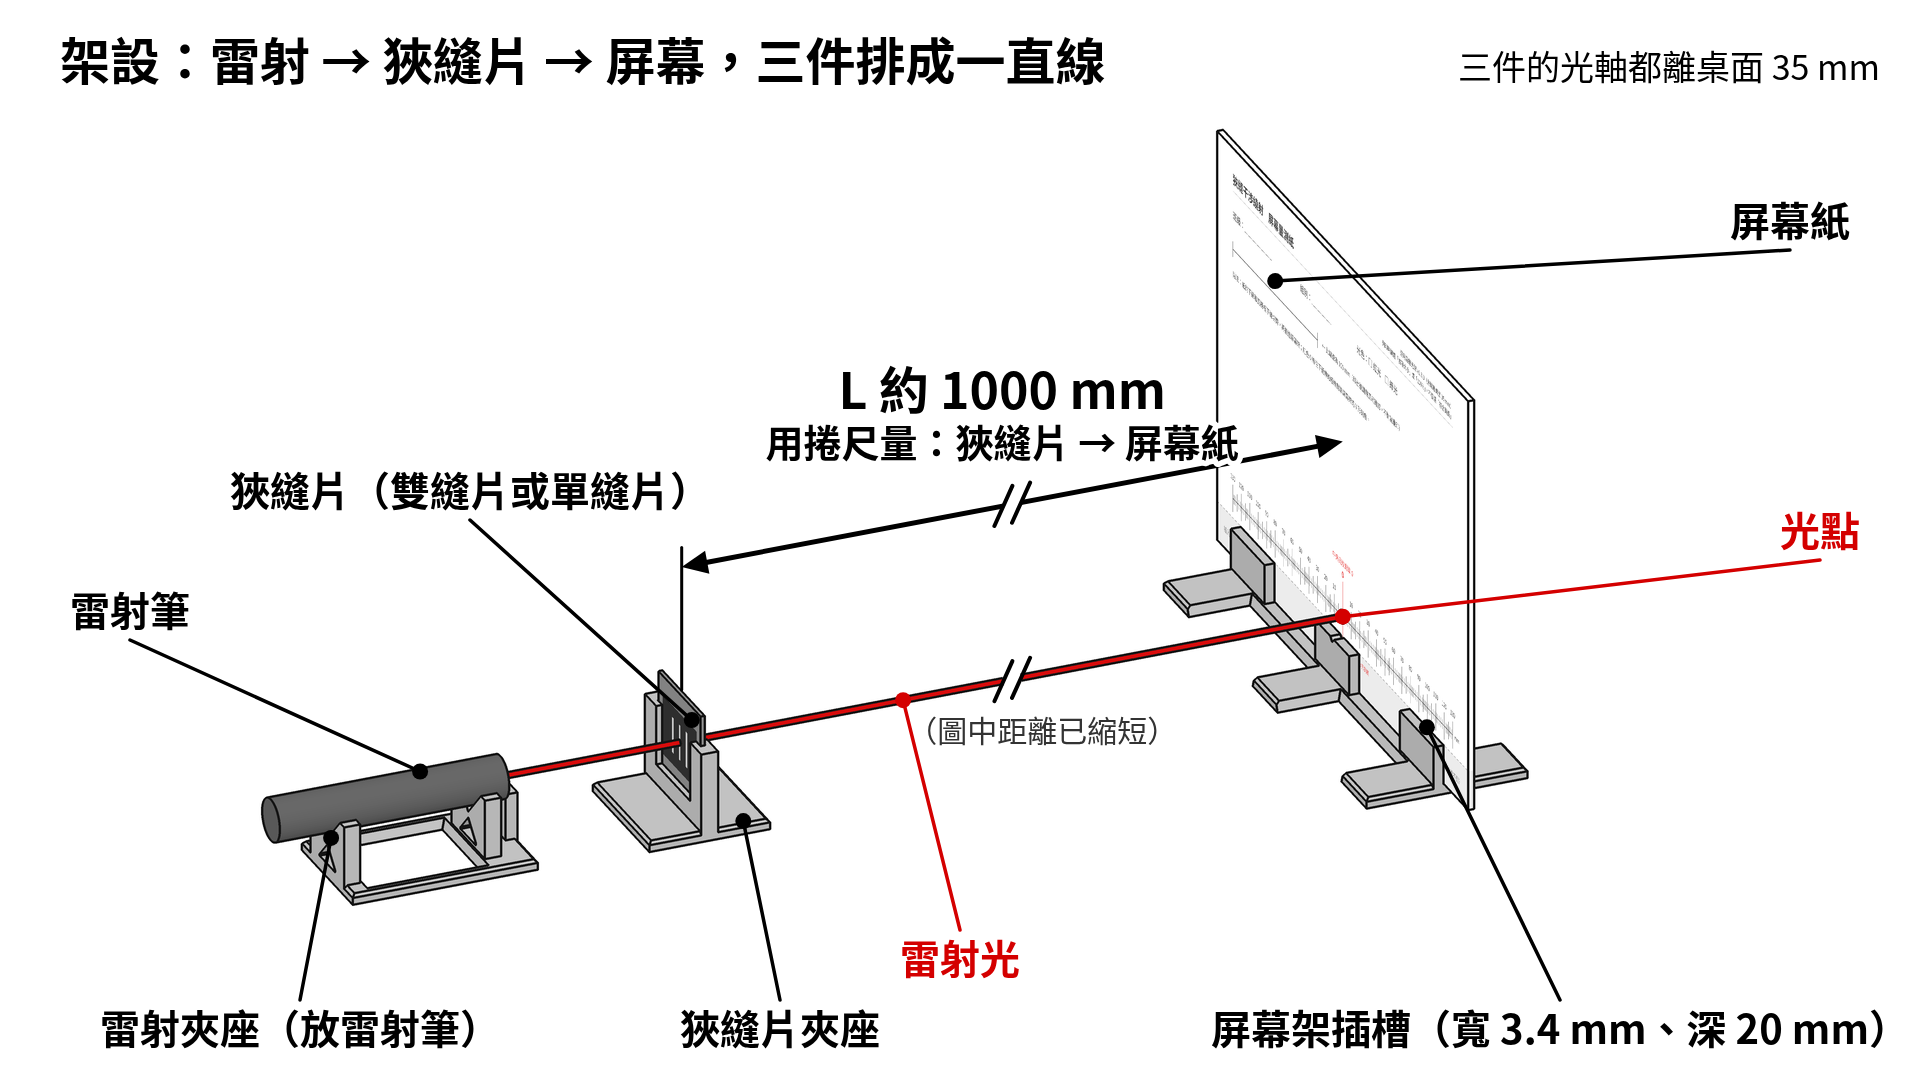 架設：雷射 → 狹縫片 → 屏幕，三件排成一直線
三件的光軸都離桌面 35 mm
屏幕紙
L 約 1000 mm
用捲尺量：狹縫片 → 屏幕紙
狹縫片（雙縫片或單縫片）
光點
雷射筆
（圖中距離已縮短）
雷射光
雷射夾座（放雷射筆）
狹縫片夾座
屏幕架插槽（寬 3.4 mm、深 20 mm）